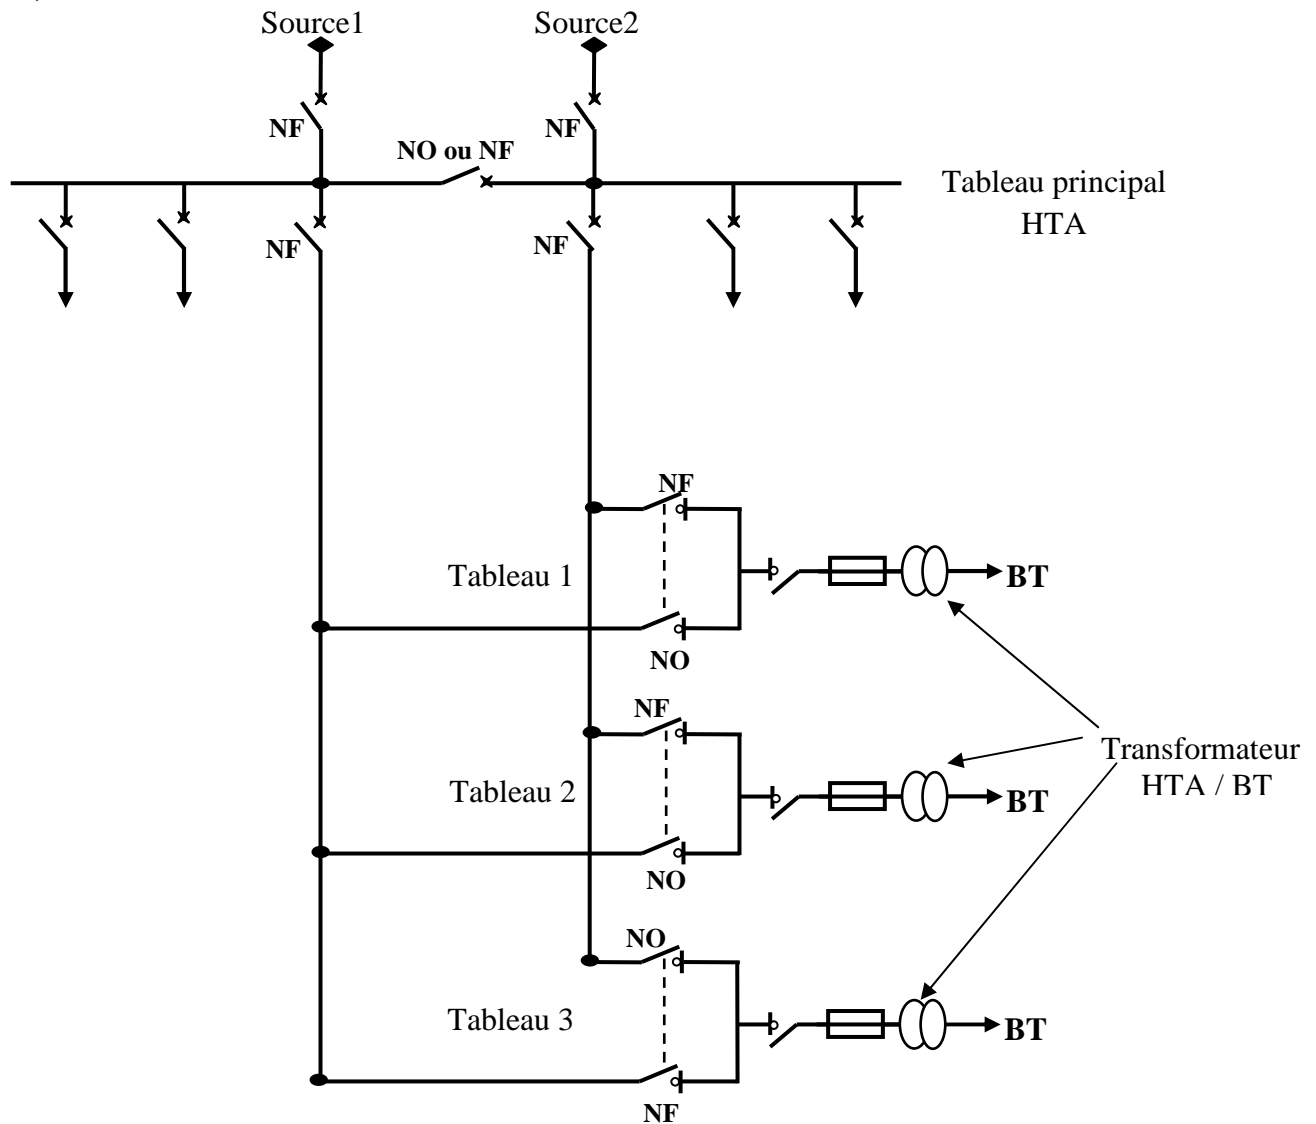 Source1
Source2
NF
NF
NO ou NF
Tableau principal
HTA
NF
NF
NF
Tableau 1
BT
NO
NF
Transformateur
HTA / BT
Tableau 2
BT
NO
NO
Tableau 3
BT
NF